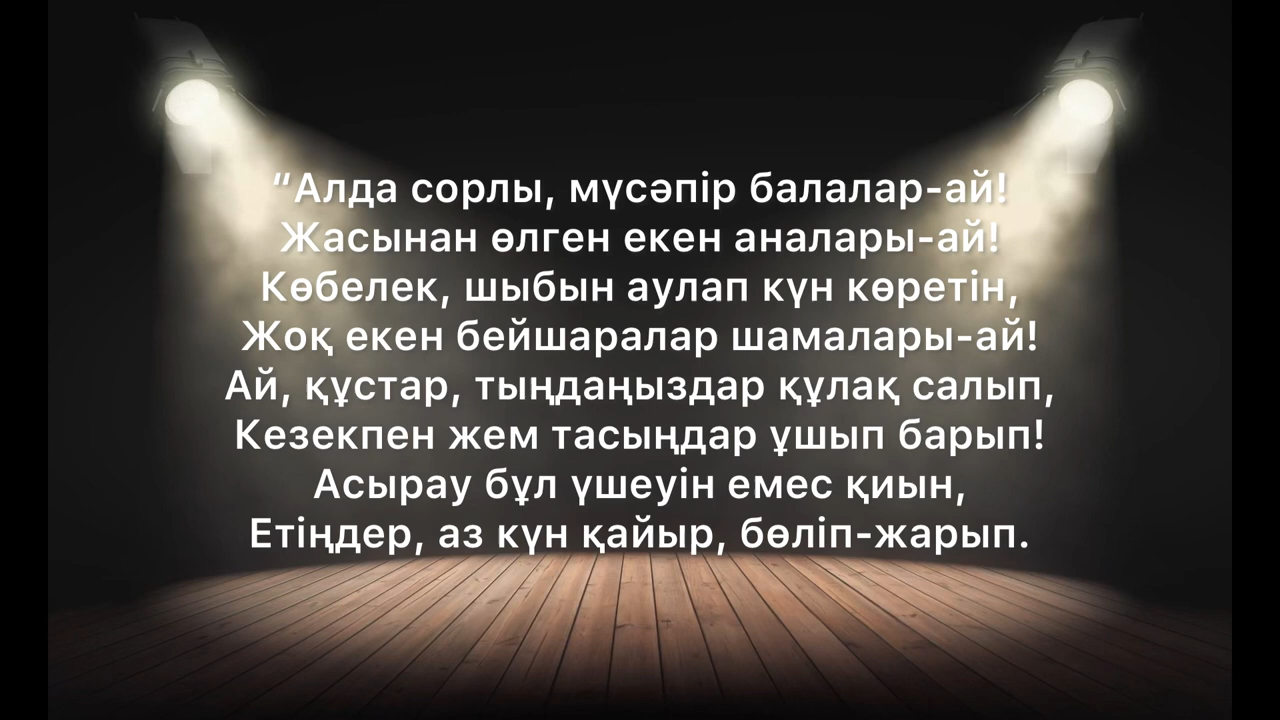 “Алда сорлы, мүсәпір балалар-ай!
Жасынан өлген екен аналары-ай!
Көбелек, шыбын аулап күн көретін,
Жоқ екен бейшаралар шамалары-ай!
Ай, құстар, тыңдаңыздар құлақ салып,
Кезекпен жем тасыңдар ұшып барып!
Асырау бұл үшеуін емес қиын,
Етіңдер, аз күн қайыр, бөліп-жарып.